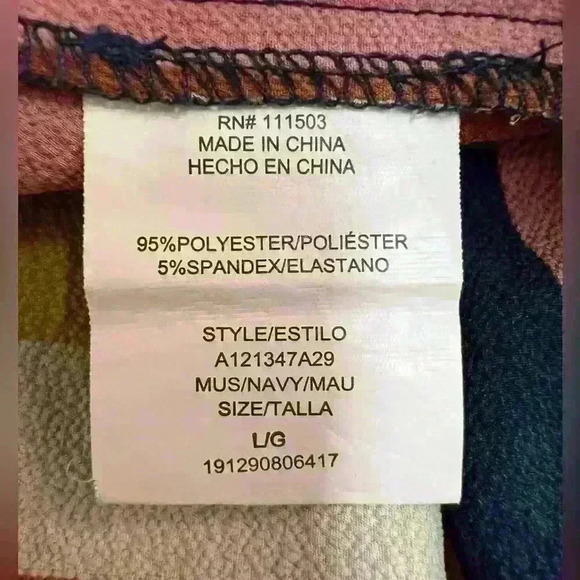 RN# 111503
MADE IN CHINA
HECHO EN CHINA
95%POLYESTER/POLIÉSTER
5%SPANDEX/ELASTANO
STYLE/ESTILO
A121347A29
MUS/NAVY/MAU
SIZE/TALLA
L/G
191290806417